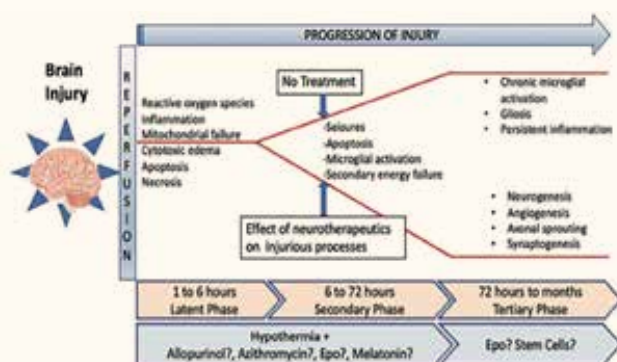 PROGRESSION OF INJURY
Brain
Injury
REPERFUSION
Reactive oxygen species
inflammation
Mitochondrial failure
Cytotoxic edema
Apoptosis
Necrosis
No Treatment
-Seizures
-Apoptosis
-Microglial activation
-Secondary energy failure
Effect of neurotherapeutics
on Injurious processes
• Chronic microglial
activation
• Gliosis
• Persistent inflammation
• Neurogenesis
• Angiogenesis
• Axonal sprouting
• Synaptogenesis
1 to 6 hours
Latent Phase
6 to 72 hours
Secondary Phase
72 hours to months
Tertiary Phase
Hypothermia +
Allopurinol?, Azithromycin?, Epo?, Melatonin?
Epo? Stem Cells?